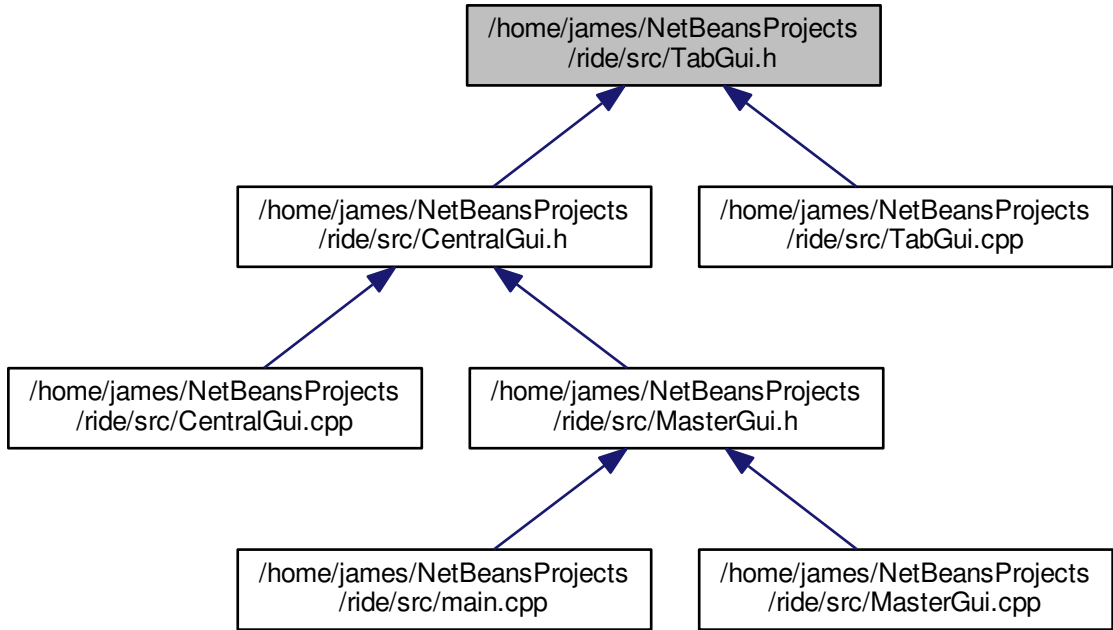 /home/james/NetBeansProjects
/ride/src/TabGui.h
/home/james/NetBeansProjects
/ride/src/CentralGui.h
/home/james/NetBeansProjects
/ride/src/TabGui.cpp
/home/james/NetBeansProjects
/ride/src/CentralGui.cpp
/home/james/NetBeansProjects
/ride/src/MasterGui.h
/home/james/NetBeansProjects
/ride/src/main.cpp
/home/james/NetBeansProjects
/ride/src/MasterGui.cpp